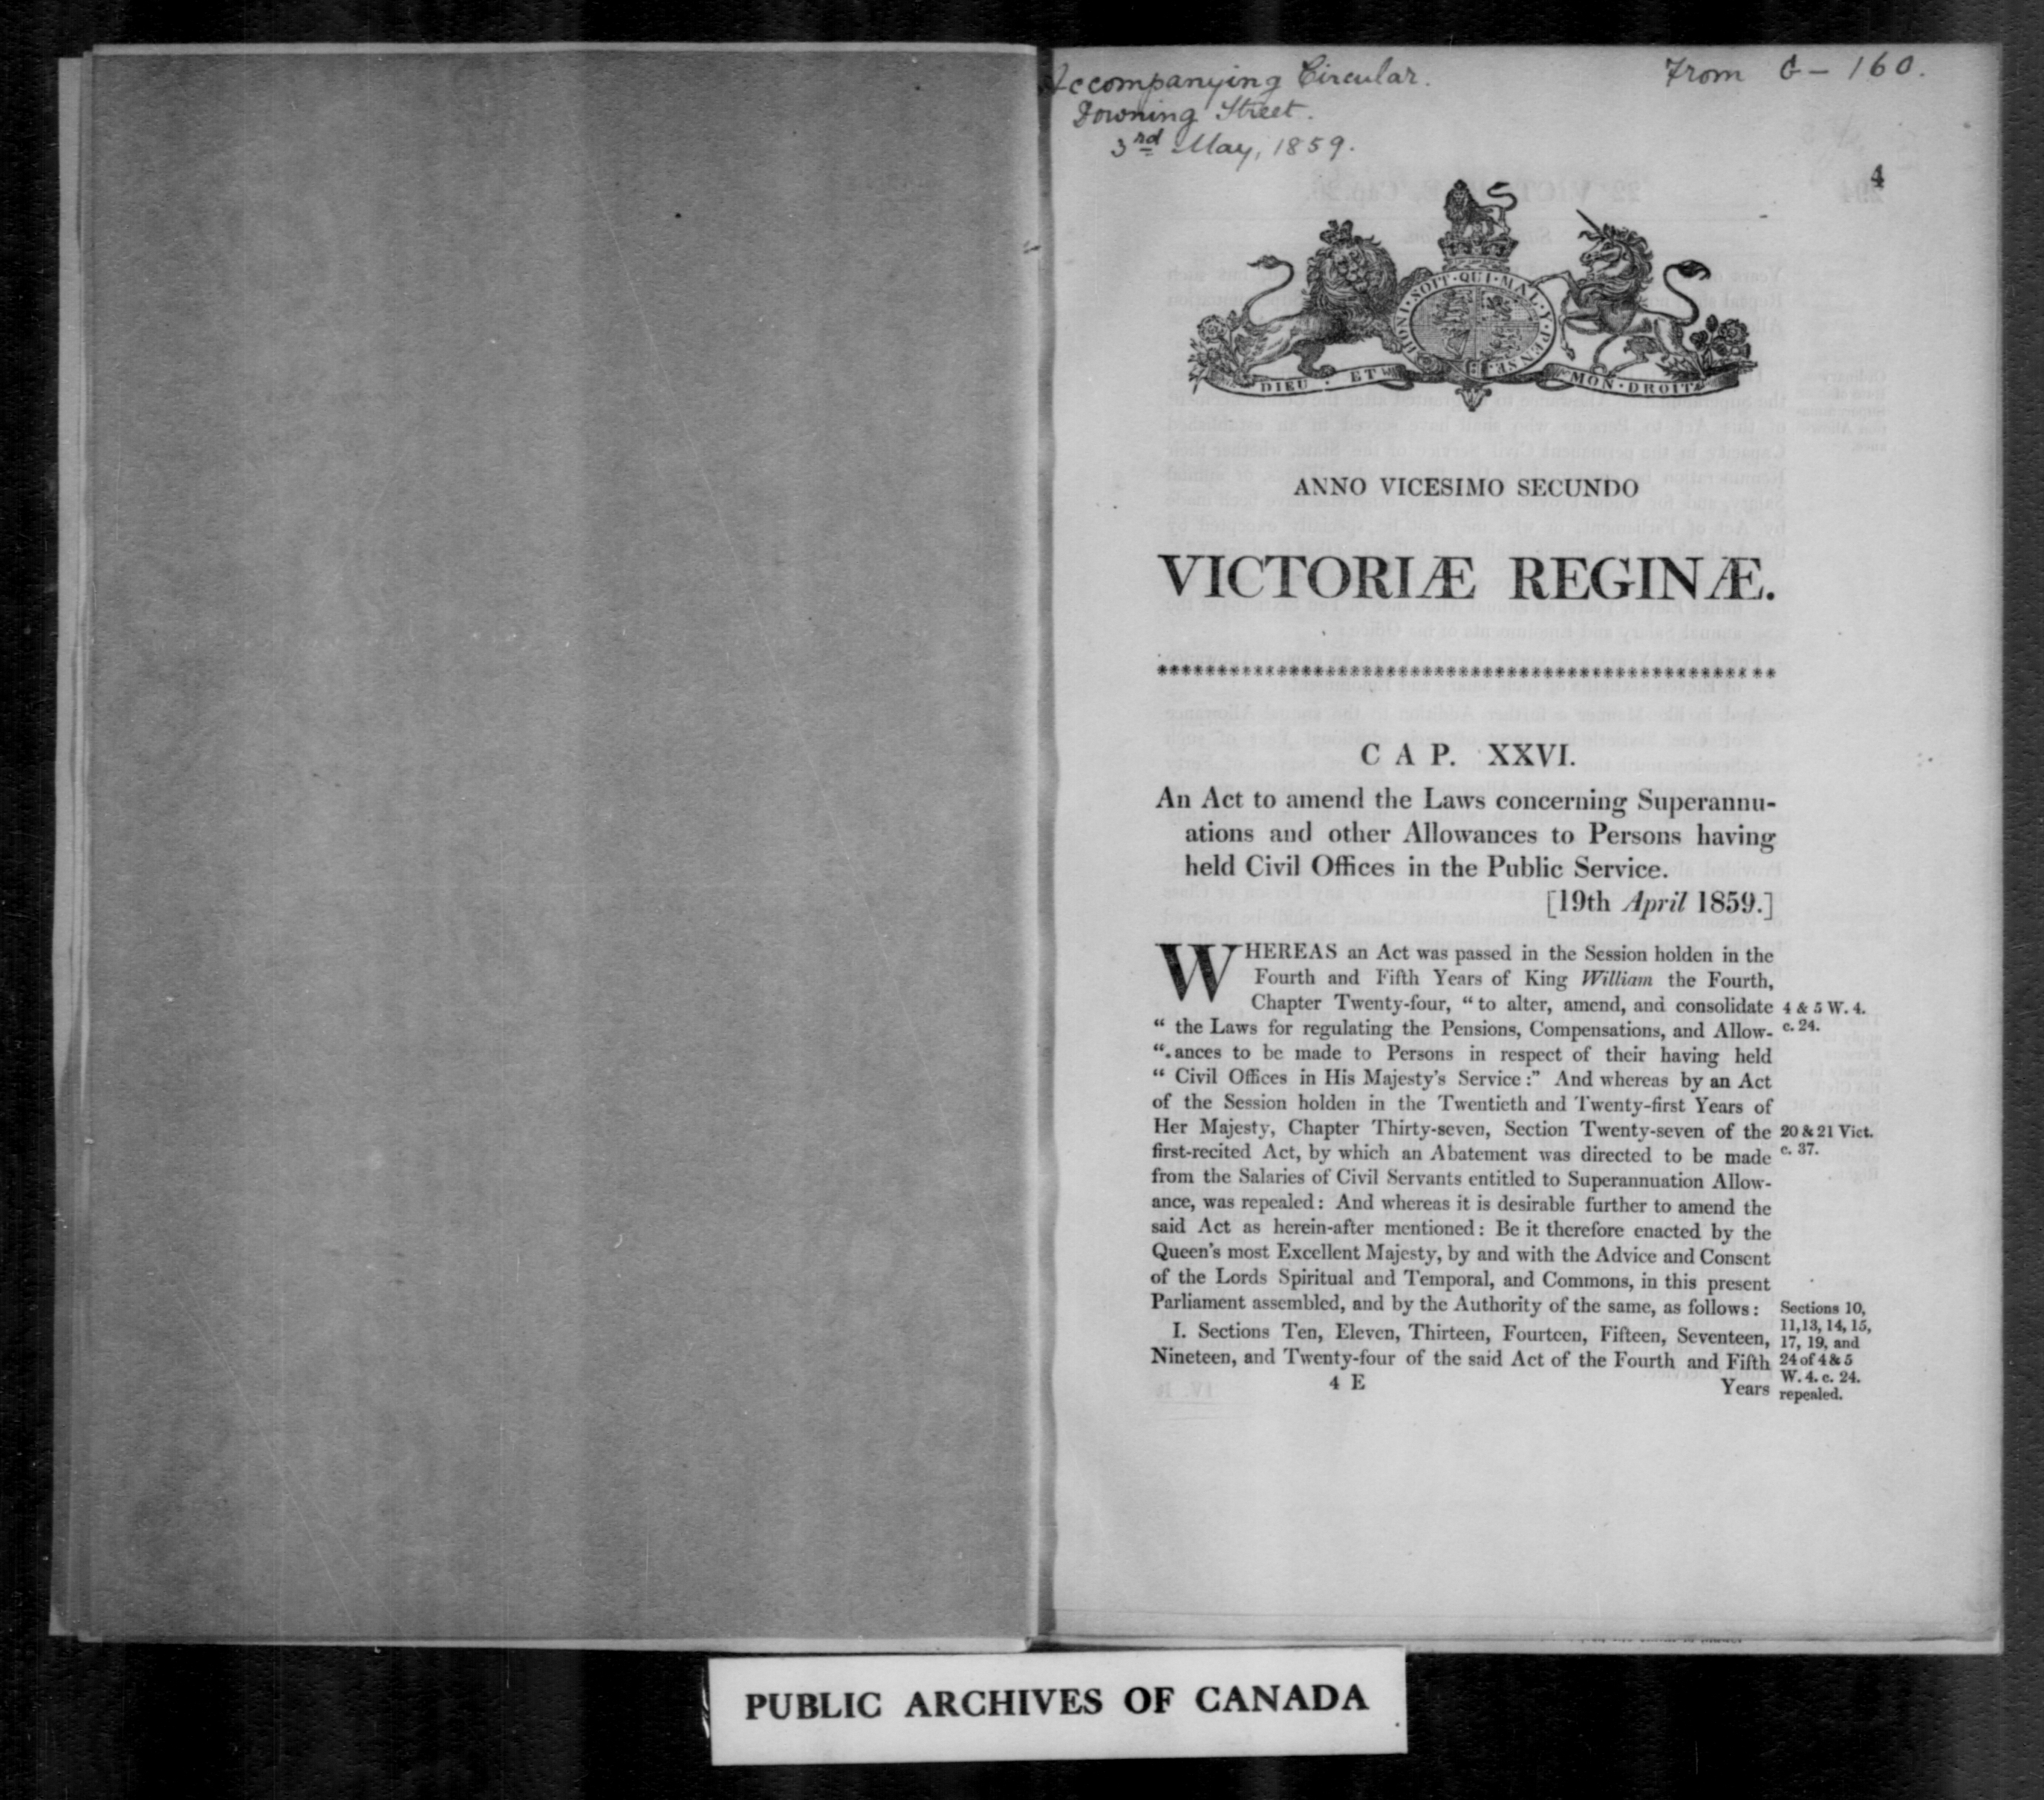 Accompanying Circular.
From G - 160.
Downing Street.
3rd May, 1859.
4
HONI · SOIT · QUI · MAL · Y · PENSE
DIEU · ET MON · DROIT
ANNO VICESIMO SECUNDO
VICTORIÆ REGINÆ.
CAP. XXVI.
An Act to amend the Laws concerning Superannu-
ations and other Allowances to Persons having
held Civil Offices in the Public Service.
[19th April 1859.]
WHEREAS an Act was passed in the Session holden in the
Fourth and Fifth Years of King William the Fourth,
Chapter Twenty-four, " to alter, amend, and consolidate
" the Laws for regulating the Pensions, Compensations, and Allow-
" ances to be made to Persons in respect of their having held
" Civil Offices in His Majesty's Service:" And whereas by an Act
of the Session holden in the Twentieth and Twenty-first Years of
Her Majesty, Chapter Thirty-seven, Section Twenty-seven of the
first-recited Act, by which an Abatement was directed to be made
from the Salaries of Civil Servants entitled to Superannuation Allow-
ance, was repealed: And whereas it is desirable further to amend the
said Act as herein-after mentioned: Be it therefore enacted by the
Queen's most Excellent Majesty, by and with the Advice and Consent
of the Lords Spiritual and Temporal, and Commons, in this present
Parliament assembled, and by the Authority of the same, as follows:
I. Sections Ten, Eleven, Thirteen, Fourteen, Fifteen, Seventeen,
Nineteen, and Twenty-four of the said Act of the Fourth and Fifth
4 E
Years
4 & 5 W. 4.
c. 24.
20 & 21 Vict.
c. 37.
Sections 10,
11, 13, 14, 15,
17, 19, and
24 of 4 & 5
W. 4. c. 24.
repealed.
PUBLIC ARCHIVES OF CANADA